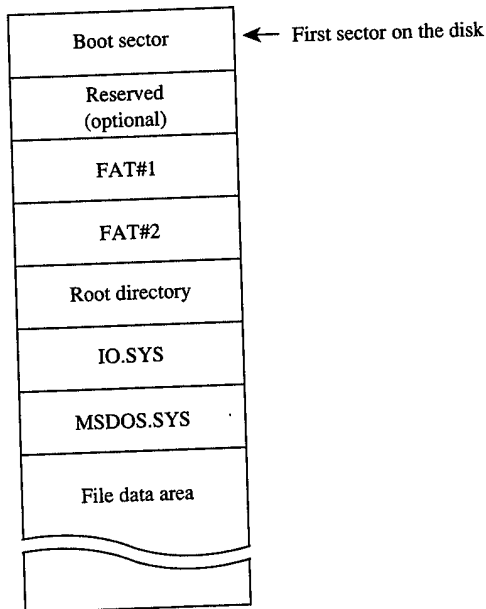 Boot sector
First sector on the disk
Reserved
(optional)
FAT#1
FAT#2
Root directory
IO.SYS
MSDOS.SYS
File data area